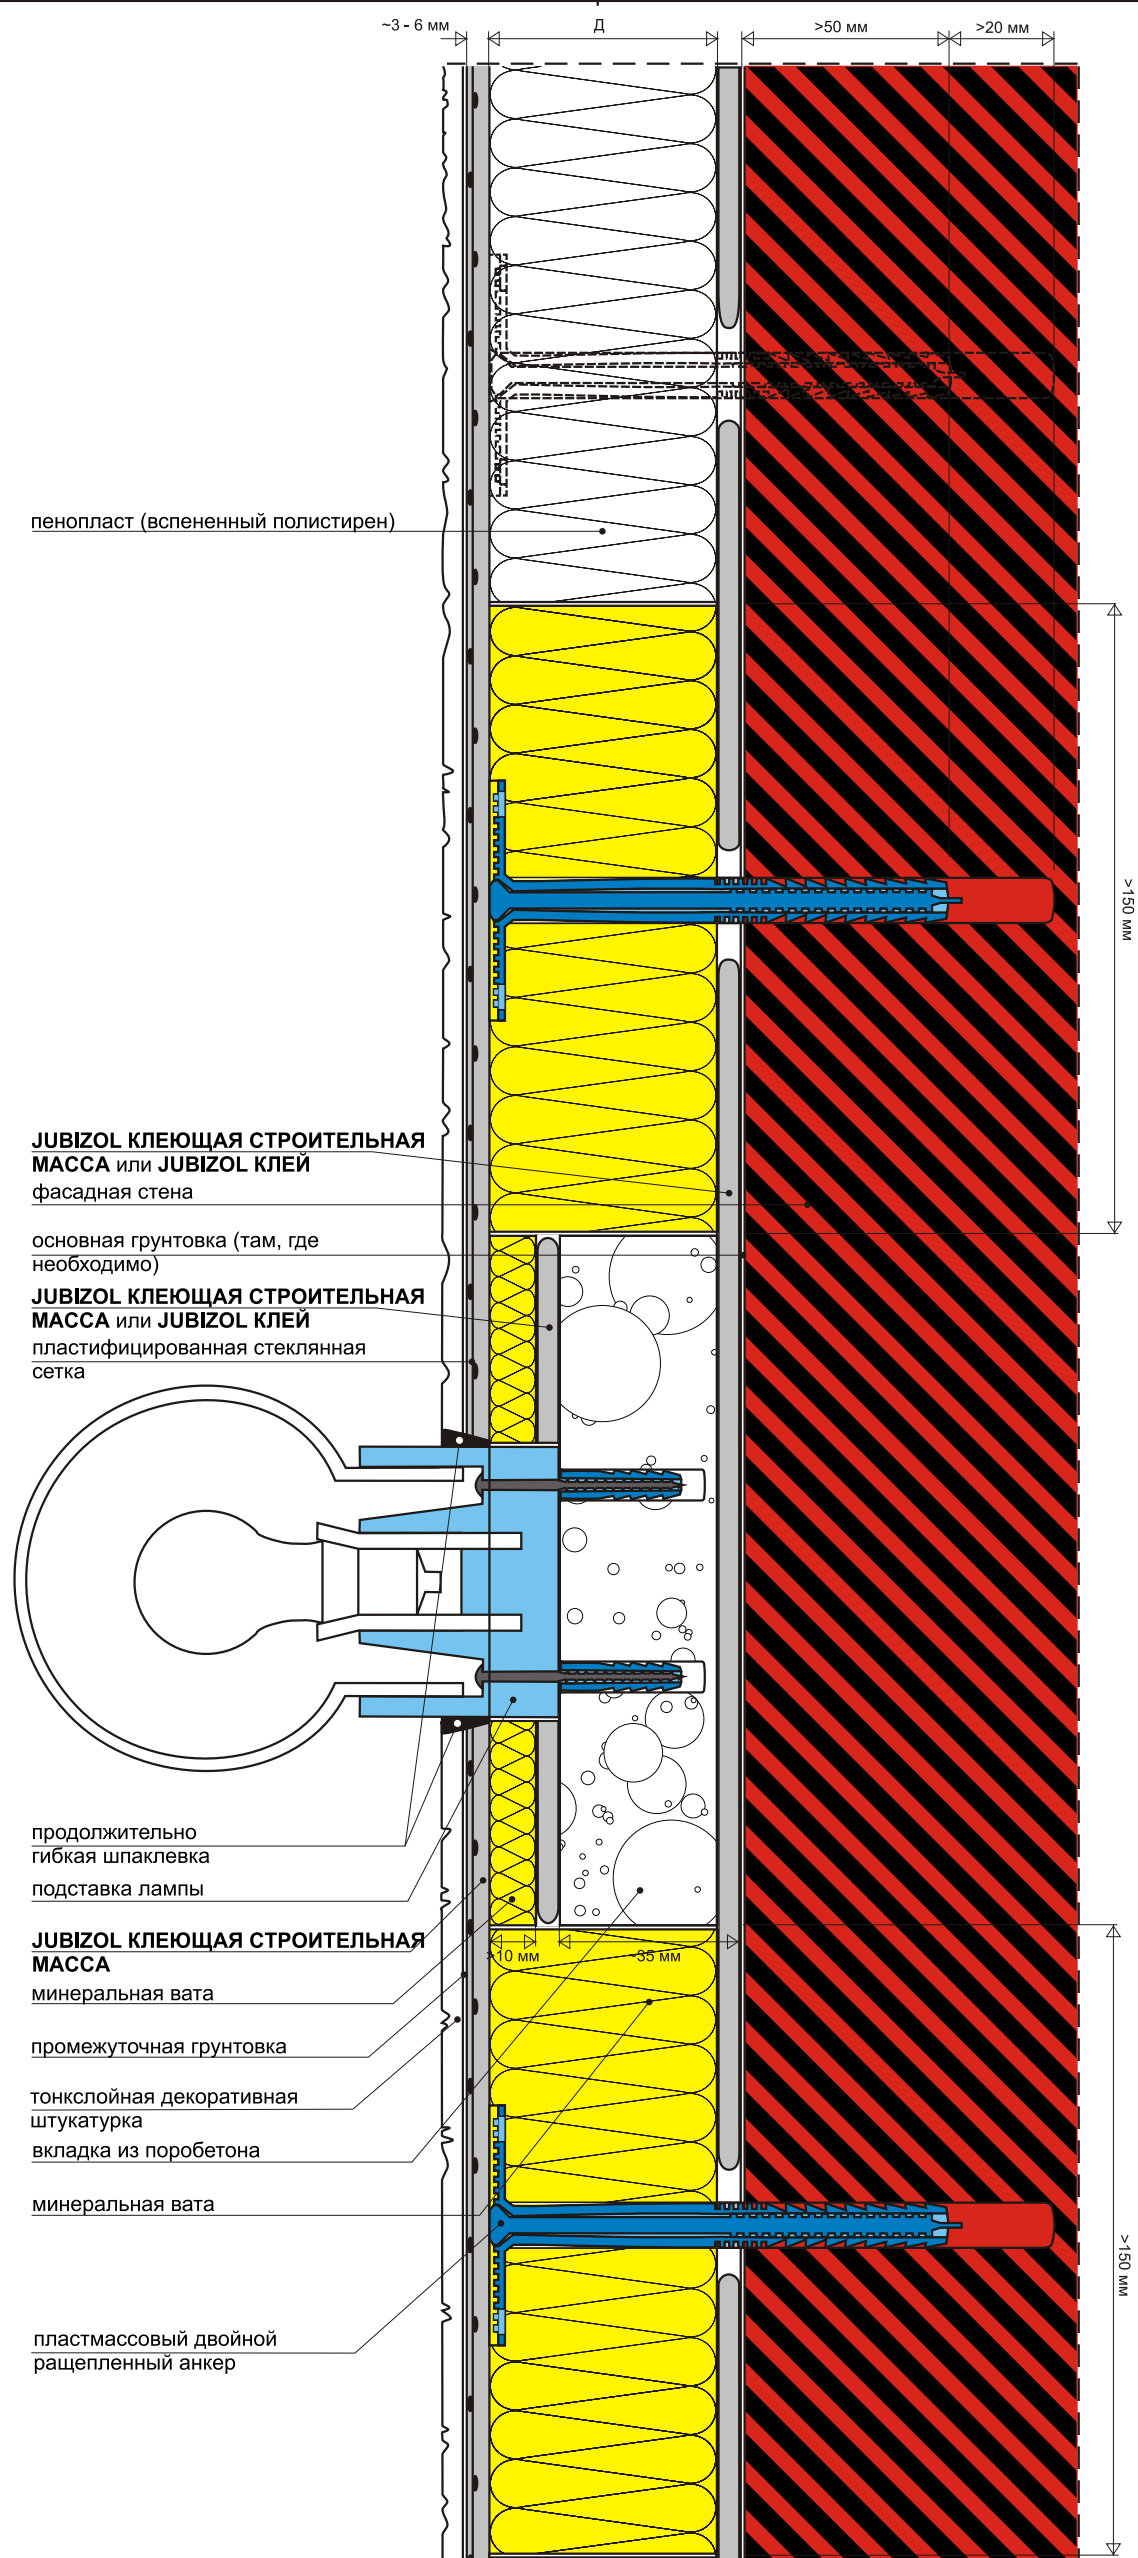 ~3 - 6 мм
Д
>50 мм
>20 мм
пенопласт (вспененный полистирен)
>150 мм
JUBIZOL КЛЕЮЩАЯ СТРОИТЕЛЬНАЯ
МАССА или JUBIZOL КЛЕЙ
фасадная стена
основная грунтовка (там, где
необходимо)
JUBIZOL КЛЕЮЩАЯ СТРОИТЕЛЬНАЯ
МАССА или JUBIZOL КЛЕЙ
пластифицированная стеклянная
сетка
продолжительно
гибкая шпаклевка
подставка лампы
JUBIZOL КЛЕЮЩАЯ СТРОИТЕЛЬНАЯ
МАССА
>10 мм
~35 мм
минеральная вата
промежуточная грунтовка
тонкслойная декоративная
штукатурка
вкладка из поробетона
минеральная вата
>150 мм
пластмассовый двойной
ращепленный анкер